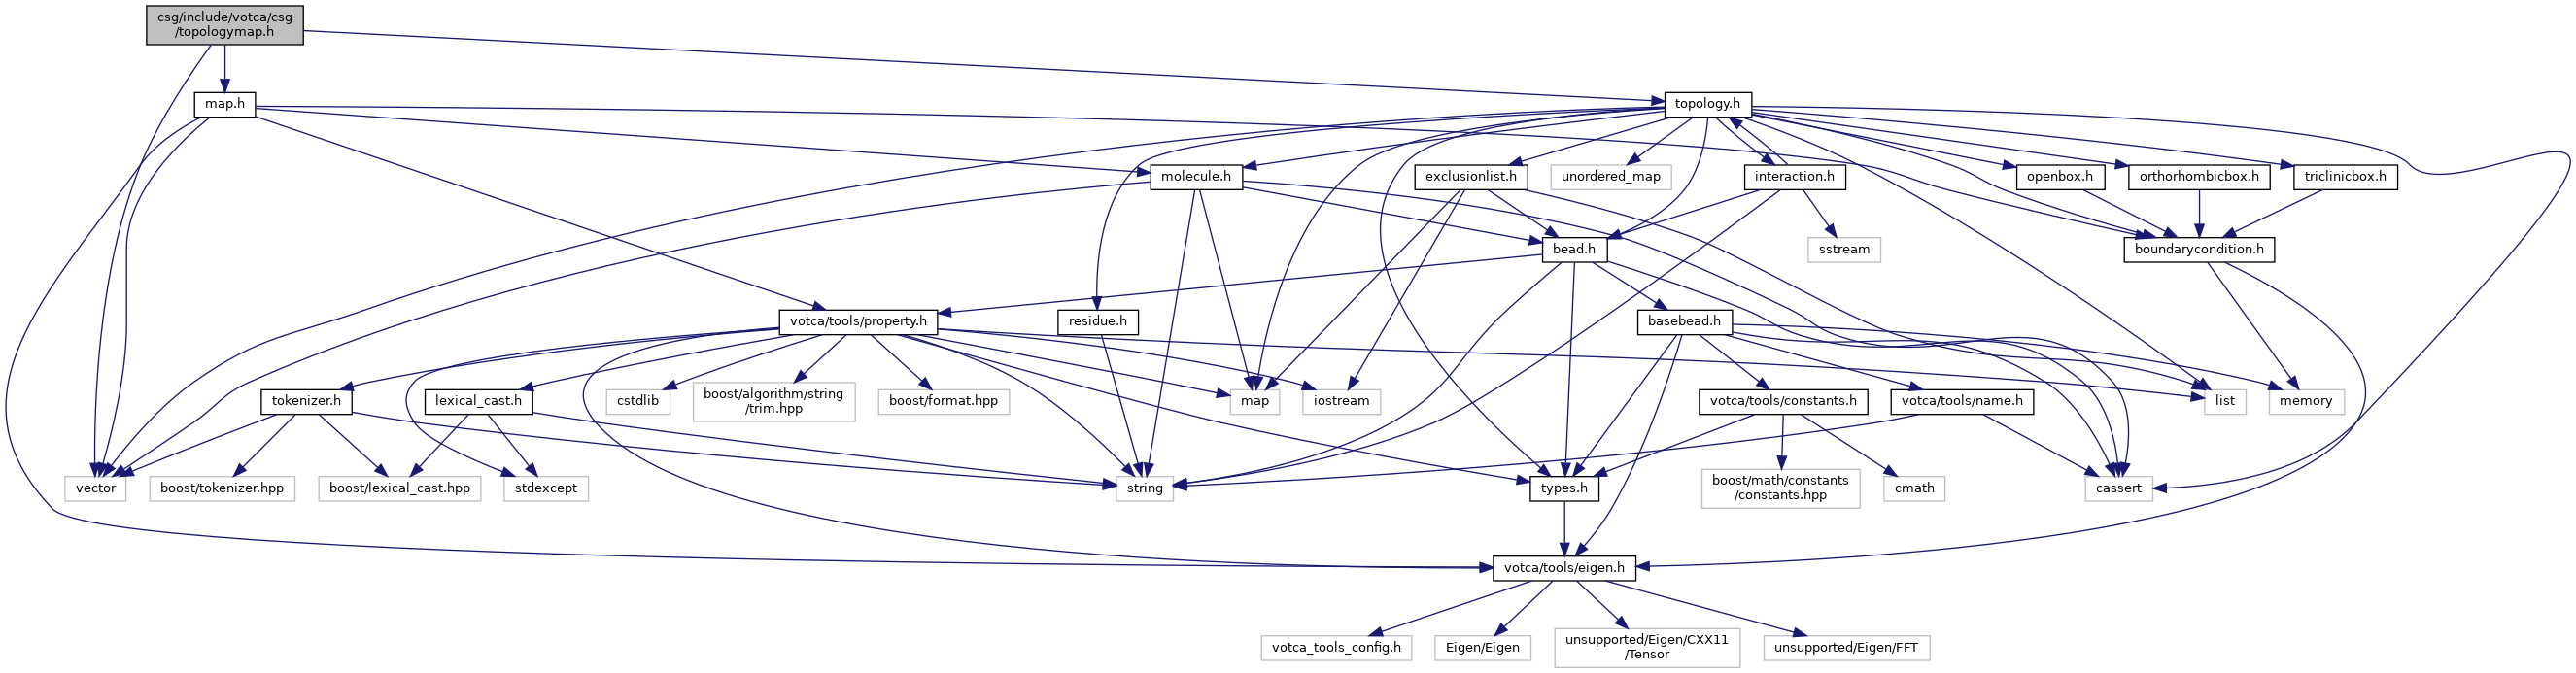 csg/include/votca/csg
/topologymap.h
map.h
topology.h
molecule.h
exclusionlist.h
unordered_map
interaction.h
openbox.h
orthorhombicbox.h
triclinicbox.h
bead.h
sstream
boundarycondition.h
votca/tools/property.h
residue.h
basebead.h
tokenizer.h
lexical_cast.h
cstdlib
boost/algorithm/string
/trim.hpp
boost/format.hpp
map
iostream
votca/tools/constants.h
votca/tools/name.h
list
memory
vector
boost/tokenizer.hpp
boost/lexical_cast.hpp
stdexcept
string
types.h
boost/math/constants
/constants.hpp
cmath
cassert
votca/tools/eigen.h
votca_tools_config.h
Eigen/Eigen
unsupported/Eigen/CXX11
/Tensor
unsupported/Eigen/FFT